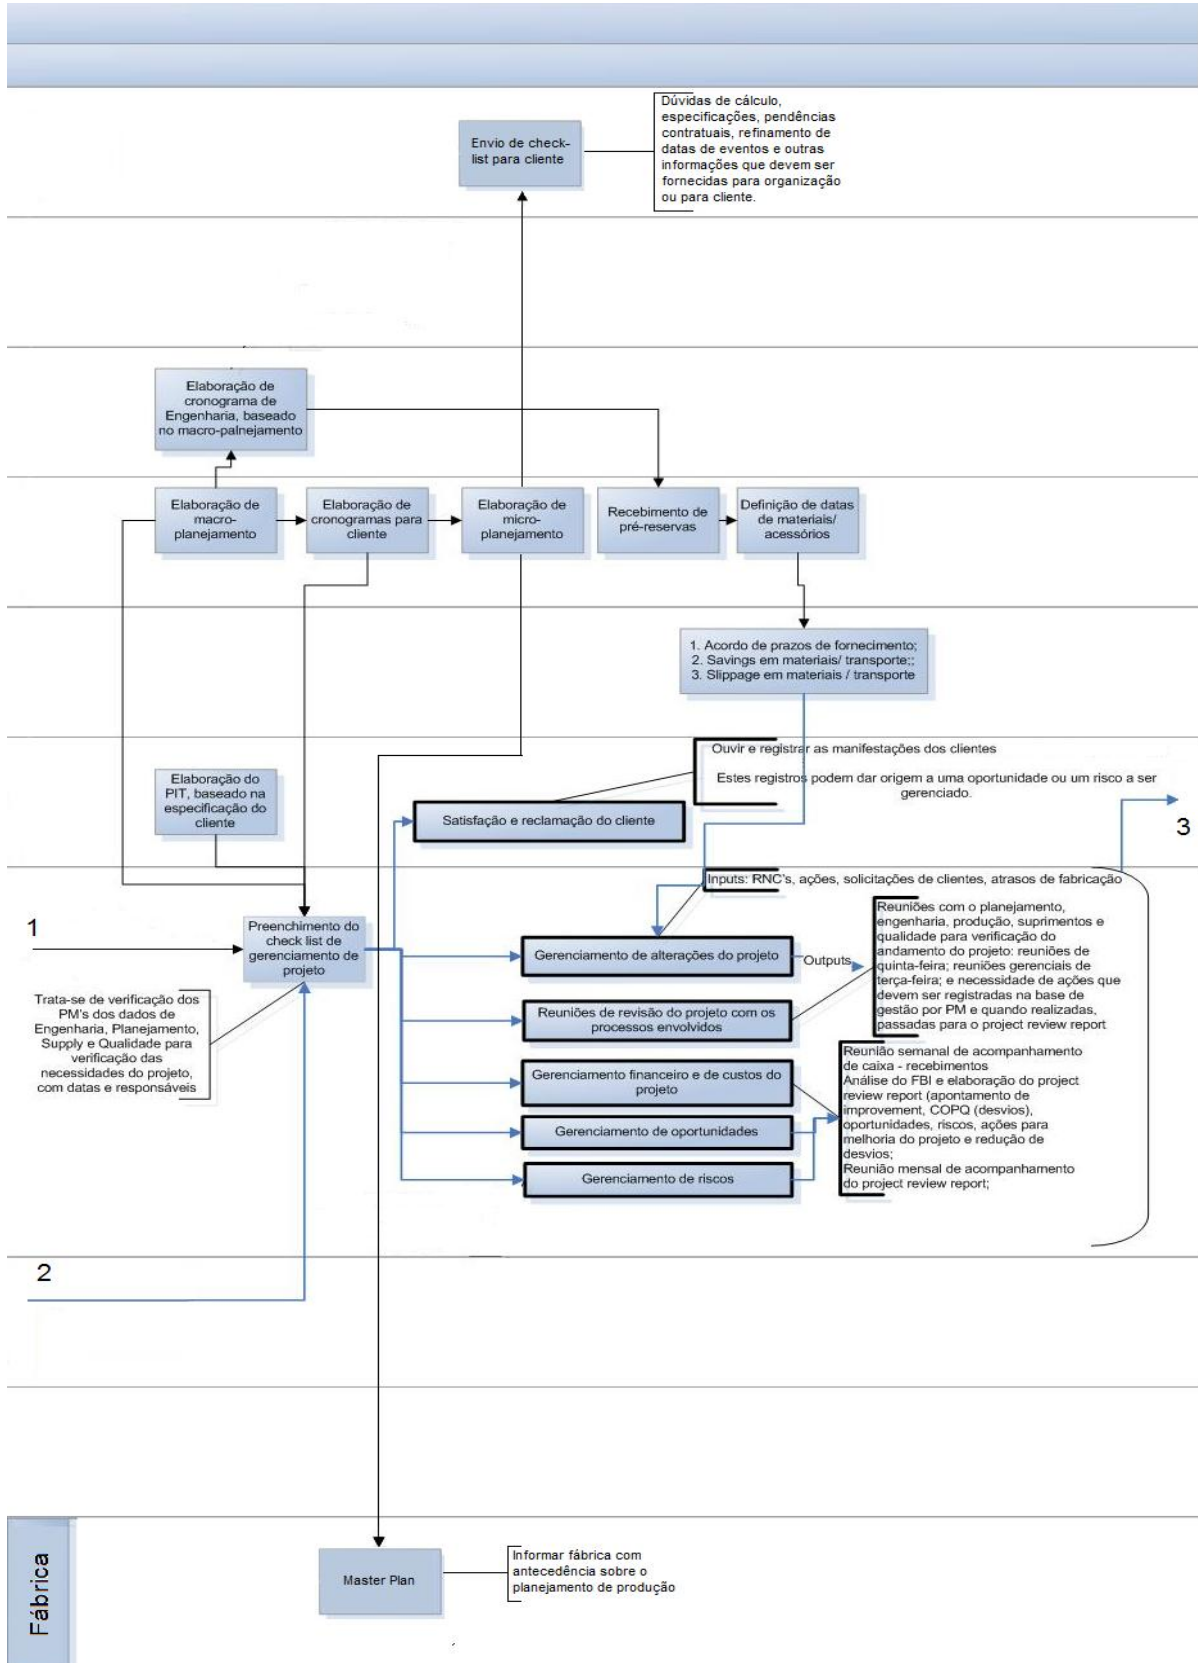 Dúvidas de cálculo,
especificações, pendências
contratuais, refinamento de
datas de eventos e outras
informações que devem ser
fornecidas para organização
ou para cliente.
Envio de check-
list para cliente
Elaboração de
cronograma de
Engenharia, baseado
no macro-palnejamento
Elaboração de
macro-
planejamento
Elaboração de
cronogramas para
cliente
Elaboração de
micro-
planejamento
Recebimento de
pré-reservas
Definição de datas
de materiais/
acessórios
1. Acordo de prazos de fornecimento;
2. Savings em materiais/ transporte;;
3. Slippage em materiais / transporte
Ouvir e registrar as manifestações dos clientes
Estes registros podem dar origem a uma oportunidade ou um risco a ser
gerenciado.
Elaboração do
PIT, baseado na
especificação do
cliente
Satisfação e reclamação do cliente
3
Inputs: RNC's, ações, solicitações de clientes, atrasos de fabricação
1
Preenchimento do
check list de
gerenciamento de
projeto
Gerenciamento de alterações do projeto
Outputs
Reuniões com o planejamento,
engenharia, produção, suprimentos e
qualidade para verificação do
andamento do projeto: reuniões de
quinta-feira; reuniões gerenciais de
terça-feira; e necessidade de ações que
devem ser registradas na base de
gestão por PM e quando realizadas,
passadas para o project review report
Trata-se de verificação dos
PM's dos dados de
Engenharia, Planejamento,
Supply e Qualidade para
verificação das
necessidades do projeto,
com datas e responsáveis
Reuniões de revisão do projeto com os
processos envolvidos
Gerenciamento financeiro e de custos do
projeto
Gerenciamento de oportunidades
Gerenciamento de riscos
Reunião semanal de acompanhamento
de caixa - recebimentos
Análise do FBI e elaboração do project
review report (apontamento de
improvement, COPQ (desvios),
oportunidades, riscos, ações para
melhoria do projeto e redução de
desvios;
Reunião mensal de acompanhamento
do project review report;
2
Fábrica
Master Plan
Informar fábrica com
antecedência sobre o
planejamento de produção